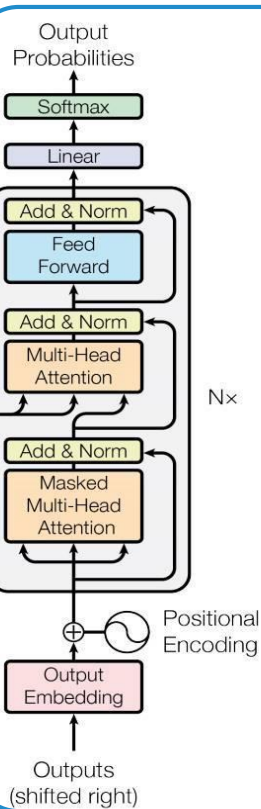 Output
Probabilities
Softmax
Linear
Add & Norm
Feed
Forward
Add & Norm
Multi-Head
Attention
N×
Add & Norm
Masked
Multi-Head
Attention
Positional
Encoding
Output
Embedding
Outputs
(shifted right)